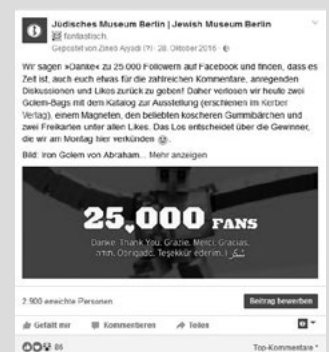 Jüdisches Museum Berlin | Jewish Museum Berlin
fantastisch.
Gepostet von Zineb Ayyadi [?] · 28. Oktober 2016 ·
Wir sagen »Danke« zu 25.000 Followern auf Facebook und finden, dass es
Zeit ist, auch euch etwas für die zahlreichen Kommentare, anregenden
Diskussionen und Likes zurück zu geben! Daher verlosen wir heute zwei
Golem-Bags mit dem Katalog zur Ausstellung (erschienen im Kerber
Verlag), einem Magneten, den beliebten koscheren Gummibärchen und
zwei Freikarten unter allen Likes. Das Los entscheidet über die Gewinner,
die wir am Montag hier verkünden
Bild: Iron Golem von Abraham... Mehr anzeigen
25,000 FANS
Danke. Thank You. Grazie. Merci. Gracias.
תודה. Obrigado. Teşekkür ederim.
2.900 erreichte Personen
Beitrag bewerben
Gefällt mir Kommentieren Teilen
86 Top-Kommentare